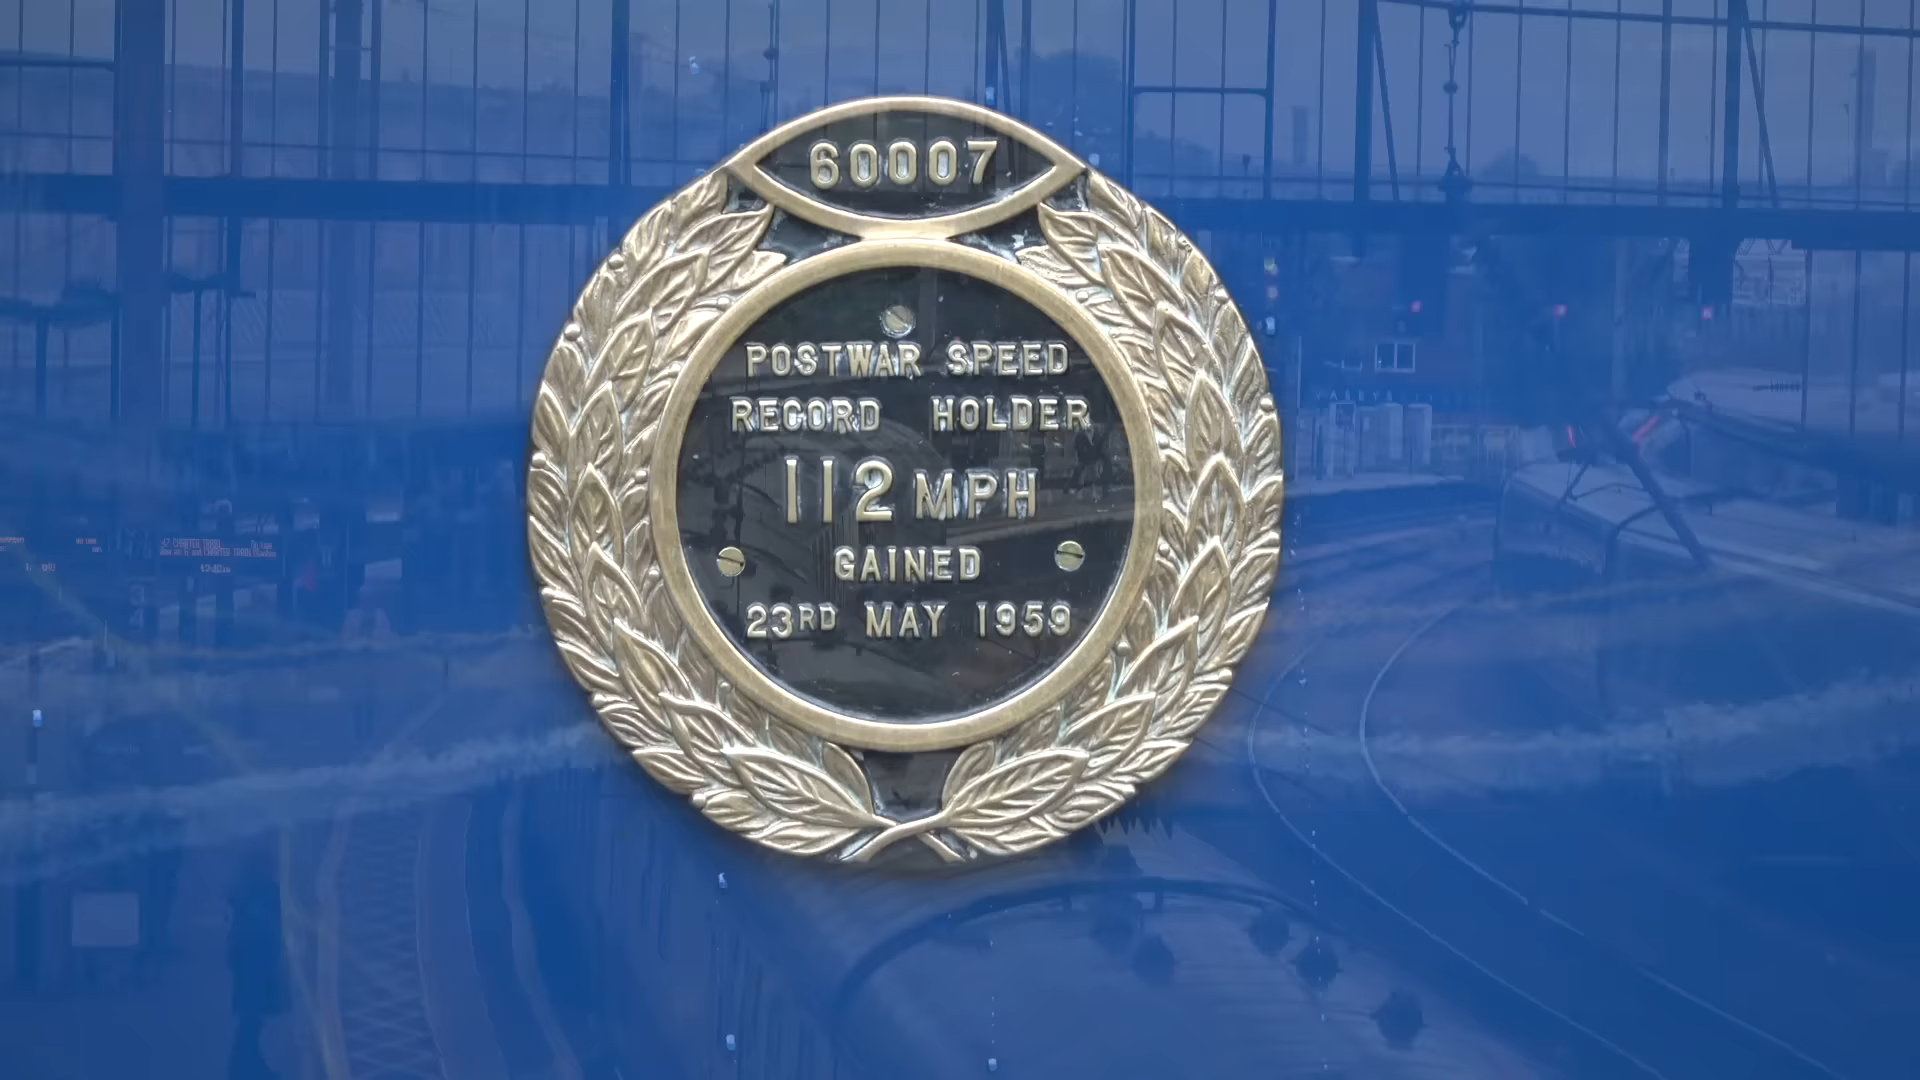 60007
POSTWAR SPEED
RECORD HOLDER
112 MPH
GAINED
23RD MAY 1959